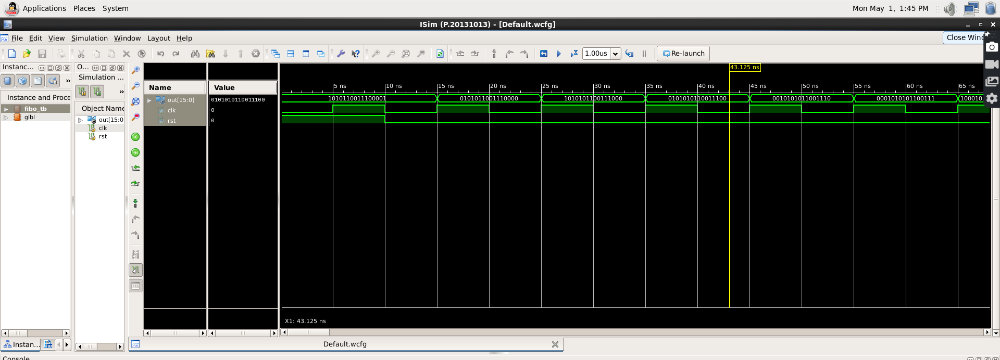 Applications Places System Mon May 1, 1:45 PM
ISim (P.20131013) - [Default.wcfg]
File Edit View Simulation Window Layout Help
Close Wind
1.00us Re-launch
Instanc... O...
Simulation ...
» »
43.125 ns
Name Value
5 ns 10 ns 15 ns 20 ns 25 ns 30 ns 35 ns 40 ns 45 ns 50 ns 55 ns 60 ns 65 ns
Instance and Proce
Object Name
out[15:0] 0101010110011100 1010110011100001 0101011001110000 1010101100111000 0101010110011100 0010101011001110 0001010101100111 100010...
clk 0
rst 0
fibo_tb
glbl
out[15:0
clk
rst
X1: 43.125 ns
Instan... Default.wcfg
Console